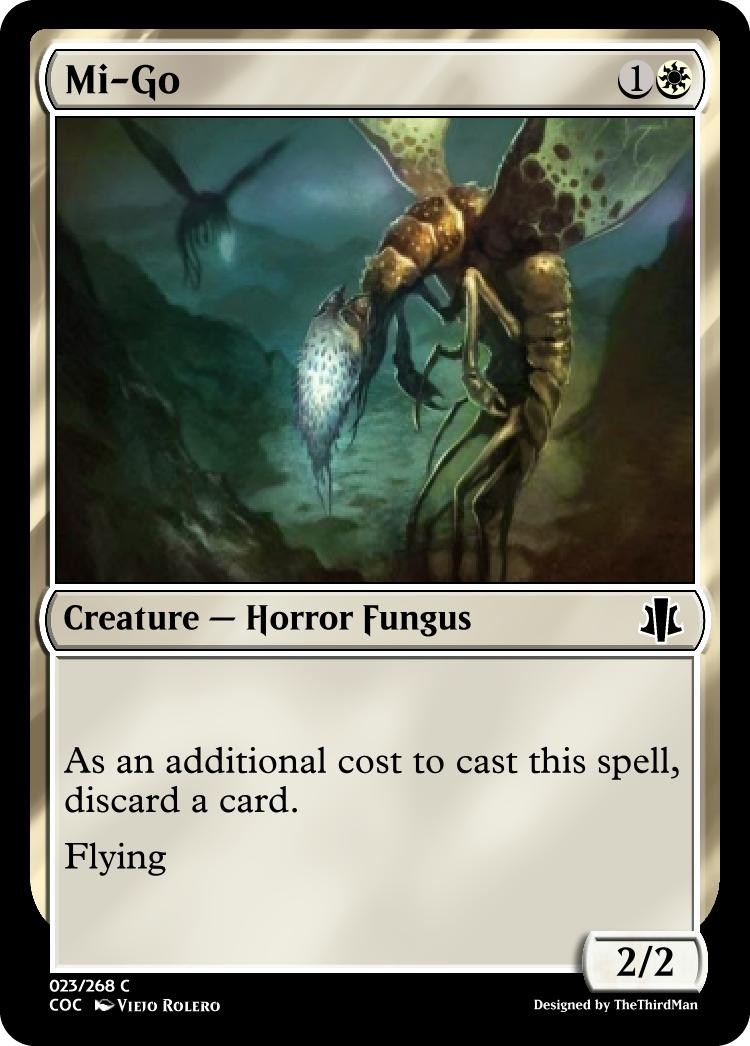 Mi-Go 1
Creature — Horror Fungus
As an additional cost to cast this spell,
discard a card.
Flying
2/2
023/268 C
COC Viejo Rolero
Designed by TheThirdMan